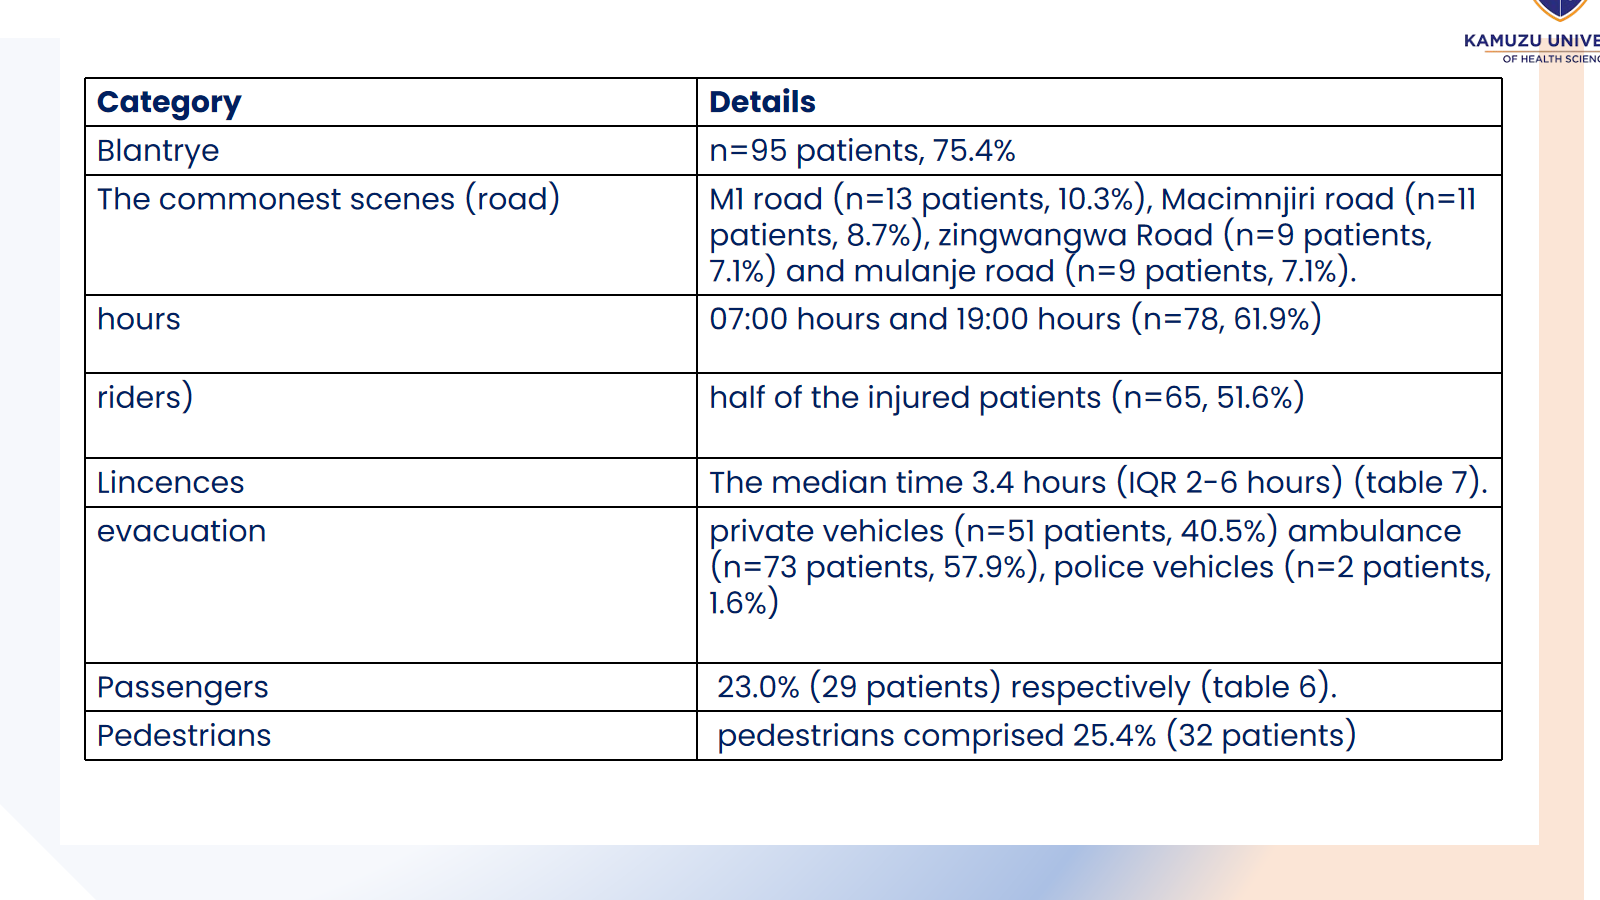 KAMUZU UNIVE
OF HEALTH SCIENC
Category
Details
Blantrye
n=95 patients, 75.4%
The commonest scenes (road)
M1 road (n=13 patients, 10.3%), Macimnjiri road (n=11
patients, 8.7%), zingwangwa Road (n=9 patients,
7.1%) and mulanje road (n=9 patients, 7.1%).
hours
07:00 hours and 19:00 hours (n=78, 61.9%)
riders)
half of the injured patients (n=65, 51.6%)
Lincences
The median time 3.4 hours (IQR 2-6 hours) (table 7).
evacuation
private vehicles (n=51 patients, 40.5%) ambulance
(n=73 patients, 57.9%), police vehicles (n=2 patients,
1.6%)
Passengers
23.0% (29 patients) respectively (table 6).
Pedestrians
pedestrians comprised 25.4% (32 patients)